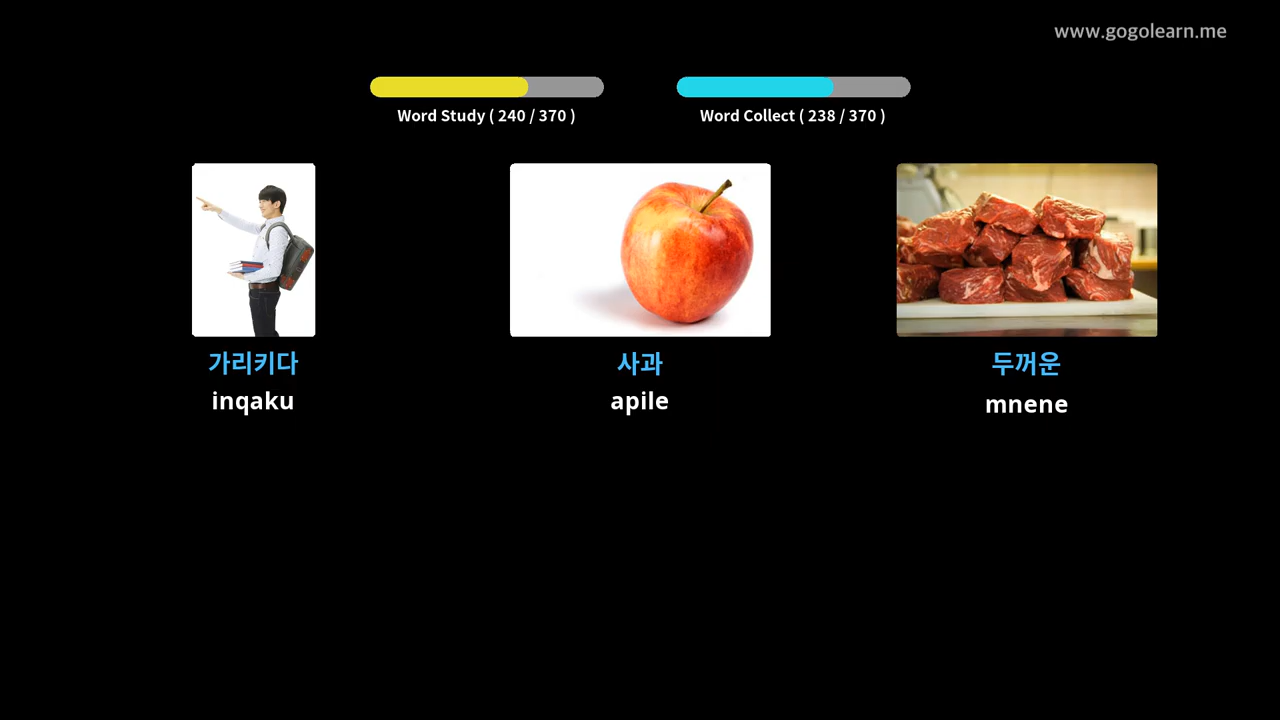 www.gogolearn.me
Word Study ( 240 / 370 )
Word Collect ( 238 / 370 )
가리키다
inqaku
사과
apile
두꺼운
mnene